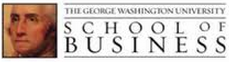 THE GEORGE WASHINGTON UNIVERSITY
SCHOOL OF
BUSINESS